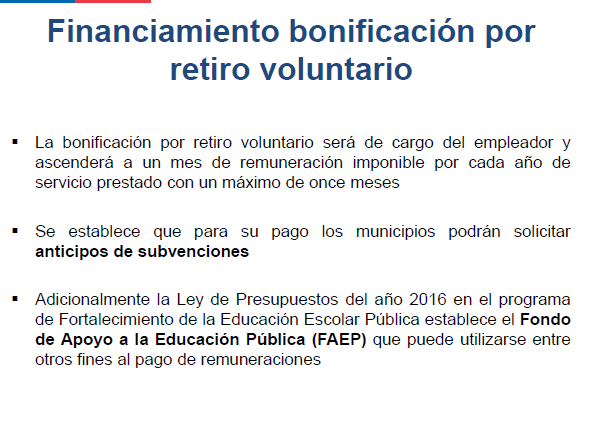 Financiamiento bonificación por
retiro voluntario
▪ La bonificación por retiro voluntario será de cargo del empleador y
ascenderá a un mes de remuneración imponible por cada año de
servicio prestado con un máximo de once meses
▪ Se establece que para su pago los municipios podrán solicitar
anticipos de subvenciones
▪ Adicionalmente la Ley de Presupuestos del año 2016 en el programa
de Fortalecimiento de la Educación Escolar Pública establece el Fondo
de Apoyo a la Educación Pública (FAEP) que puede utilizarse entre
otros fines al pago de remuneraciones